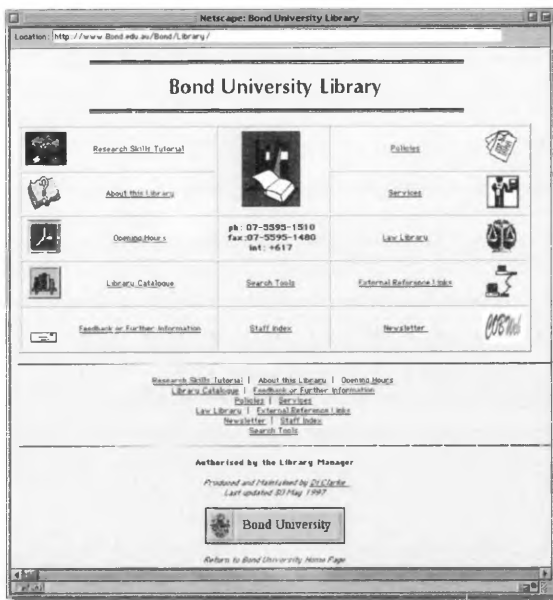 Netscape: Bond University Library
Location: http://www.Bond.edu.au/Bond/Library/
Bond University Library
Research Skills Tutorial
Policies
About this Library
Services
Opening Hours
ph: 07-5595-1510
fax:07-5595-1480
int: +617
Law Library
Library Catalogue
Search Tools
External Reference Links
Feedback or Further Information
Staff Index
Newsletter
Research Skills Tutorial | About this Library | Opening Hours
Library Catalogue | Feedback or Further Information
Policies | Services
Law Library | External Reference Links
Newsletter | Staff Index
Search Tools
Authorised by the Library Manager
Produced and Maintained by Di Clarke
Last updated 30 May 1997
Bond University
Return to Bond University Home Page